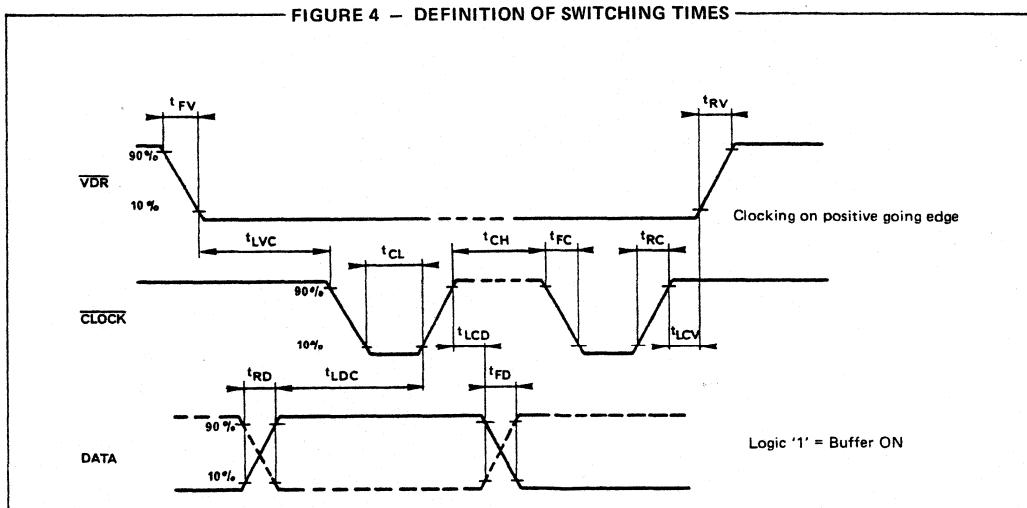 FIGURE 4 – DEFINITION OF SWITCHING TIMES
tFV
tRV
90%
VDR
10%
Clocking on positive going edge
tLVC
tCL
tCH
tFC
tRC
90%
CLOCK
10%
tLCD
tLCV
tRD
tLDC
tFD
90%
DATA
10%
Logic '1' = Buffer ON